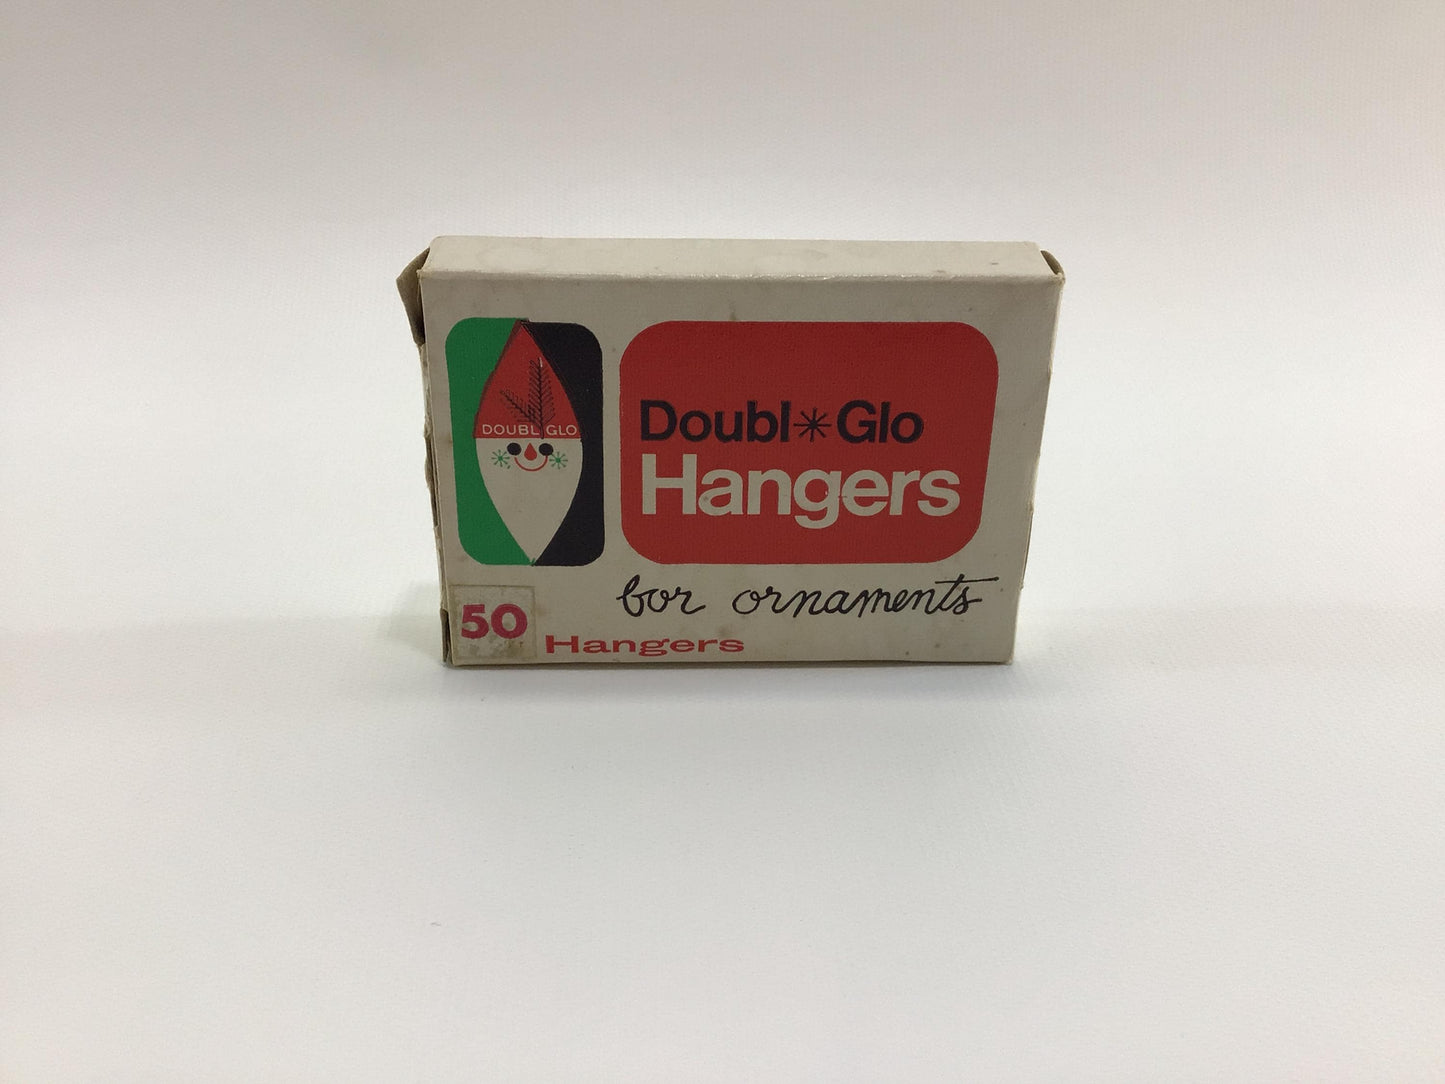 DOUBL GLO
Doubl*Glo
Hangers
for ornaments
50 Hangers